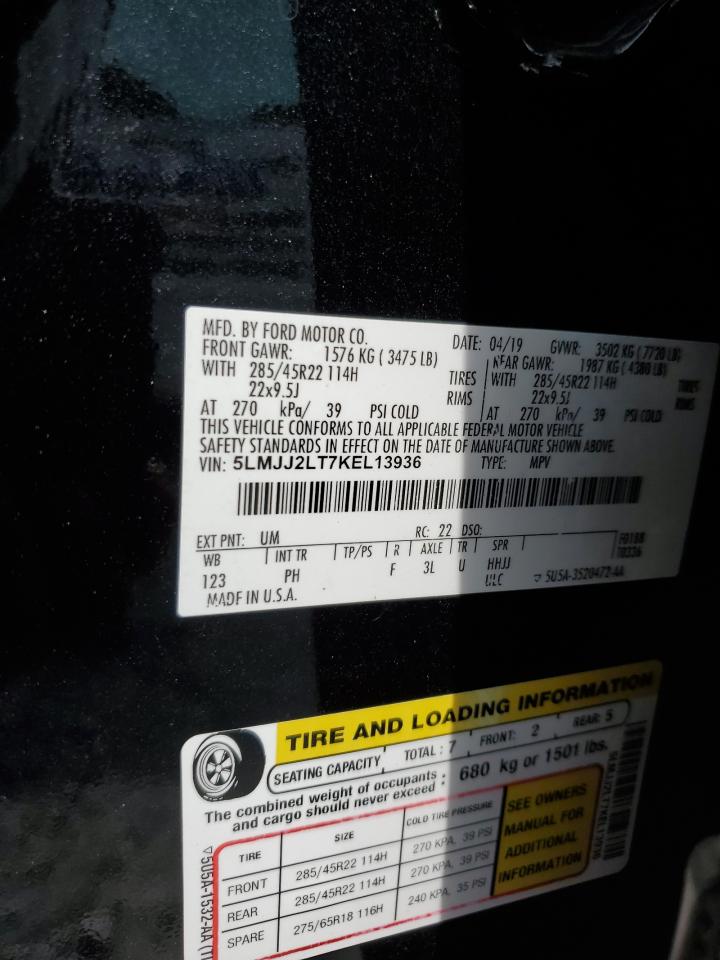 MFD. BY FORD MOTOR CO.
DATE: 04/19 GVWR: 3502 KG ( 7720 LB)
FRONT GAWR: 1576 KG ( 3475 LB) REAR GAWR: 1987 KG ( 4380 LB)
WITH 285/45R22 114H TIRES WITH 285/45R22 114H TIRES
22x9.5J RIMS 22x9.5J RIMS
AT 270 kPa/ 39 PSI COLD AT 270 kPa/ 39 PSI COLD
THIS VEHICLE CONFORMS TO ALL APPLICABLE FEDERAL MOTOR VEHICLE
SAFETY STANDARDS IN EFFECT ON THE DATE OF MANUFACTURE SHOWN ABOVE.
VIN: 5LMJJ2LT7KEL13936 TYPE: MPV
EXT PNT: UM RC: 22 DSO:
WB INT TR TP/PS R AXLE TR SPR
123 PH F 3L U HHJJ
MADE IN U.S.A. 5U5A-3520472-AA
TIRE AND LOADING INFORMATION
SEATING CAPACITY TOTAL : 7 FRONT: 2 REAR: 5
The combined weight of occupants and cargo should never exceed : 680 kg or 1501 lbs.
TIRE SIZE COLD TIRE PRESSURE
FRONT 285/45R22 114H 270 KPA, 39 PSI
REAR 285/45R22 114H 270 KPA, 39 PSI
SPARE 275/65R18 116H 240 KPA, 35 PSI
SEE OWNERS
MANUAL FOR
ADDITIONAL
INFORMATION
5LMJJ2LT7KEL13936
5U5A-1532-AA